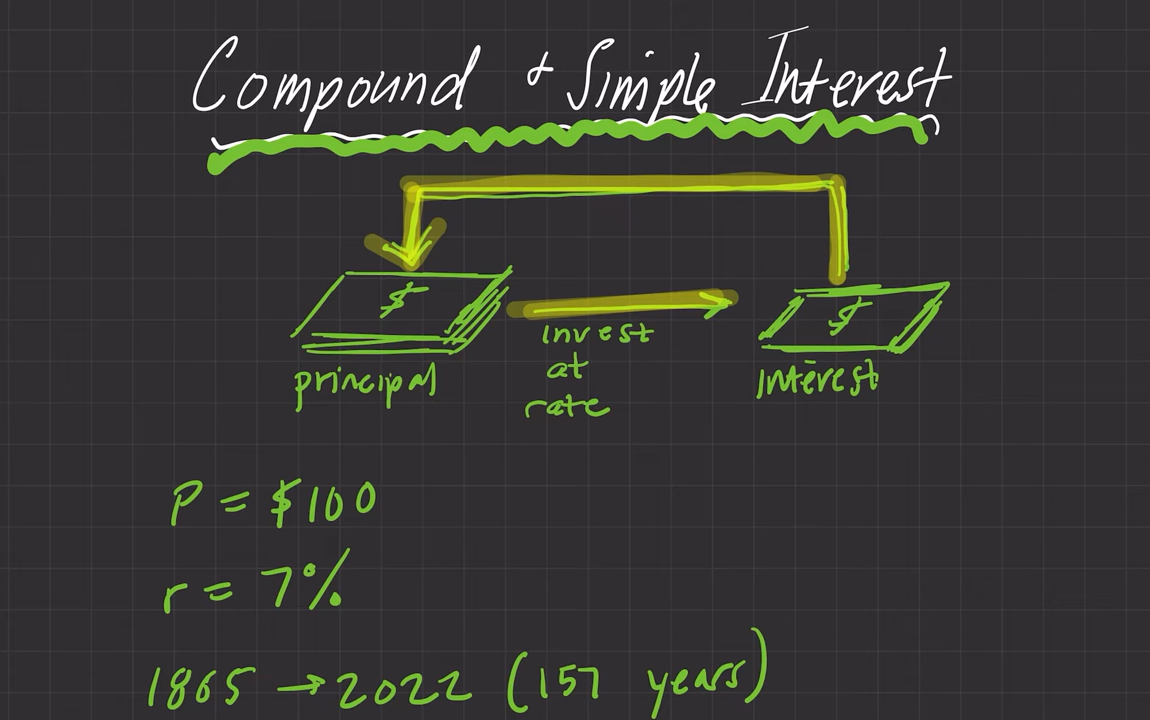 Compound & Simple Interest
$
$
invest
at
rate
principal
Interest
P = $100
r = 7%
1865 → 2022 (157 years)